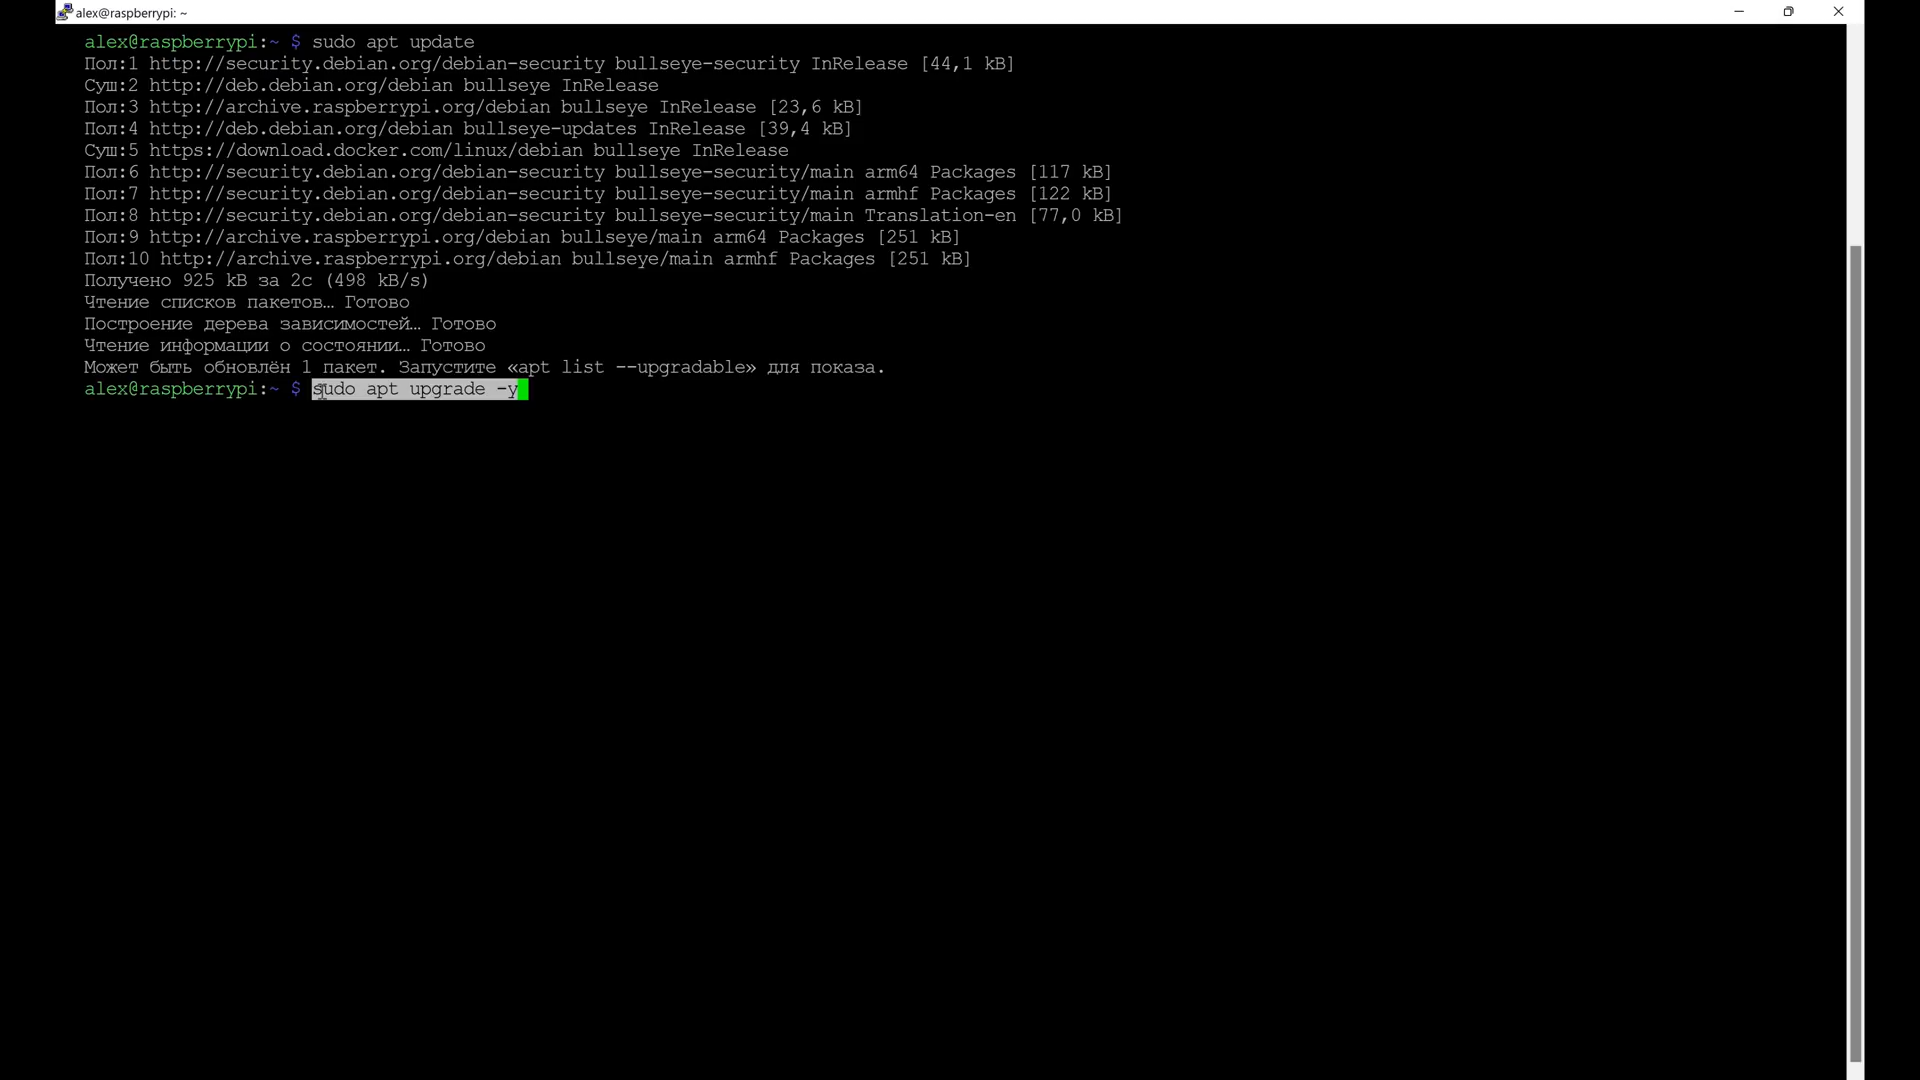 alex@raspberrypi: ~
alex@raspberrypi:~ $ sudo apt update
Пол:1 http://security.debian.org/debian-security bullseye-security InRelease [44,1 kB]
Сущ:2 http://deb.debian.org/debian bullseye InRelease
Пол:3 http://archive.raspberrypi.org/debian bullseye InRelease [23,6 kB]
Пол:4 http://deb.debian.org/debian bullseye-updates InRelease [39,4 kB]
Сущ:5 https://download.docker.com/linux/debian bullseye InRelease
Пол:6 http://security.debian.org/debian-security bullseye-security/main arm64 Packages [117 kB]
Пол:7 http://security.debian.org/debian-security bullseye-security/main armhf Packages [122 kB]
Пол:8 http://security.debian.org/debian-security bullseye-security/main Translation-en [77,0 kB]
Пол:9 http://archive.raspberrypi.org/debian bullseye/main arm64 Packages [251 kB]
Пол:10 http://archive.raspberrypi.org/debian bullseye/main armhf Packages [251 kB]
Получено 925 kB за 2с (498 kB/s)
Чтение списков пакетов… Готово
Построение дерева зависимостей… Готово
Чтение информации о состоянии… Готово
Может быть обновлён 1 пакет. Запустите «apt list --upgradable» для показа.
alex@raspberrypi:~ $ sudo apt upgrade -y